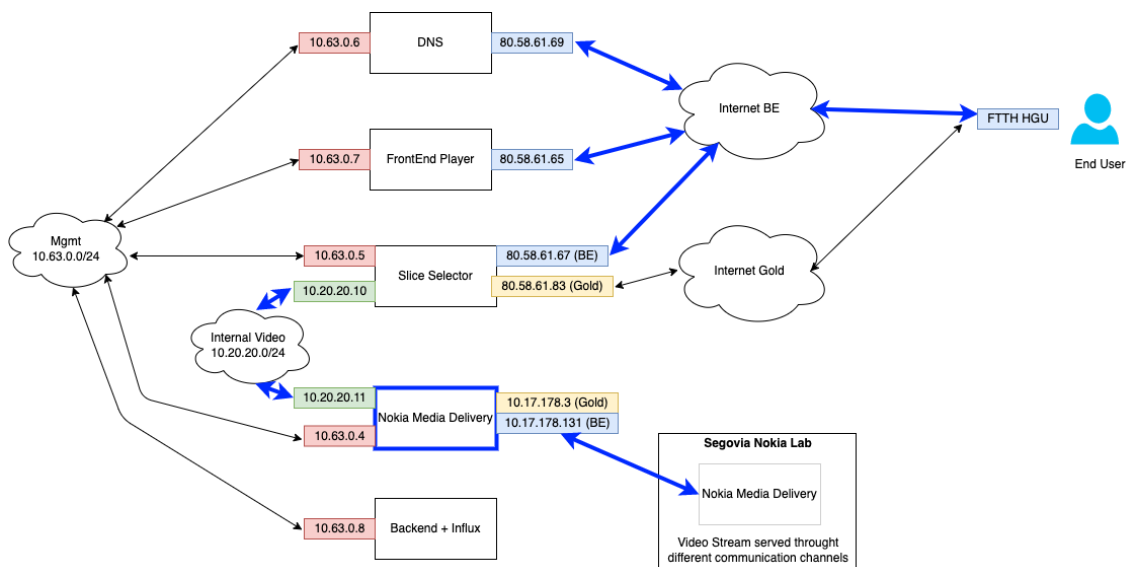 10.63.0.6
DNS
80.58.61.69
Internet BE
FTTH HGU
End User
10.63.0.7
FrontEnd Player
80.58.61.65
Mgmt
10.63.0.0/24
10.63.0.5
Slice Selector
80.58.61.67 (BE)
80.58.61.83 (Gold)
10.20.20.10
Internet Gold
Internal Video
10.20.20.0/24
10.20.20.11
Nokia Media Delivery
10.17.178.3 (Gold)
10.17.178.131 (BE)
10.63.0.4
Segovia Nokia Lab
Nokia Media Delivery
Video Stream served throught
different communication channels
10.63.0.8
Backend + Influx